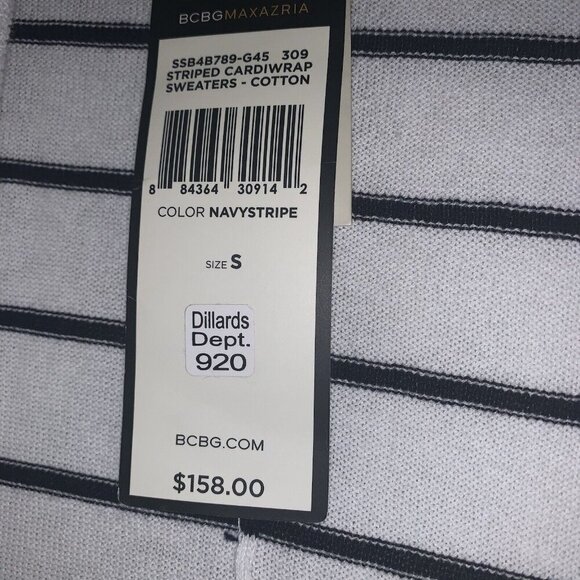 BCBGMAXAZRIA
SSB4B789-G45 309
STRIPED CARDIWRAP
SWEATERS - COTTON
8 84364 30914 2
COLOR NAVYSTRIPE
SIZE S
Dillards
Dept.
920
BCBG.COM
$158.00